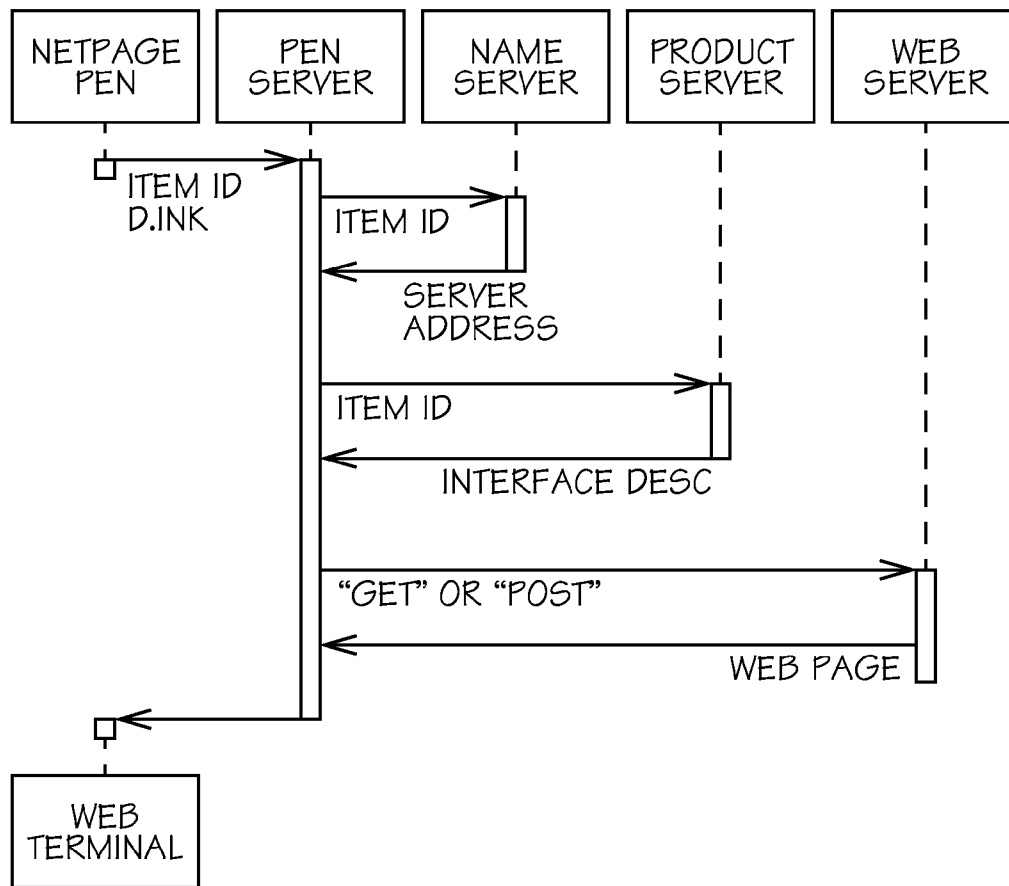 NETPAGE
PEN
PEN
SERVER
NAME
SERVER
PRODUCT
SERVER
WEB
SERVER
ITEM ID
D.INK
ITEM ID
SERVER
ADDRESS
ITEM ID
INTERFACE DESC
“GET” OR “POST”
WEB PAGE
WEB
TERMINAL